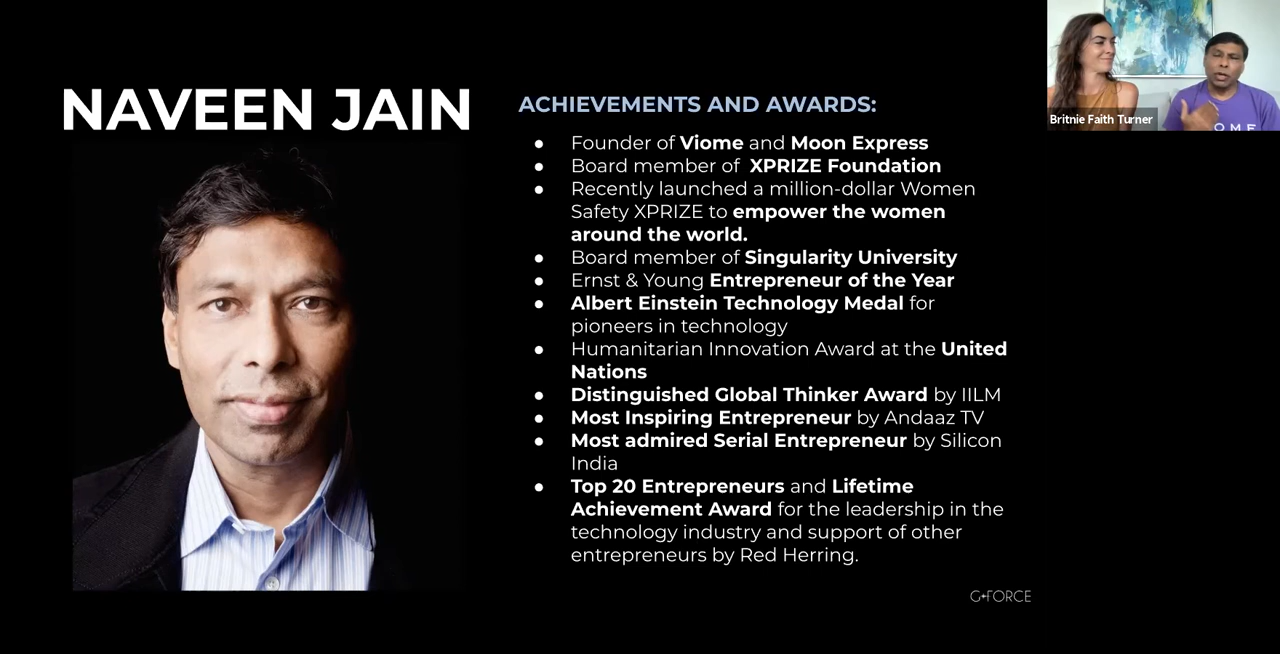 NAVEEN JAIN
ACHIEVEMENTS AND AWARDS:
● Founder of Viome and Moon Express
● Board member of XPRIZE Foundation
● Recently launched a million-dollar Women
Safety XPRIZE to empower the women
around the world.
● Board member of Singularity University
● Ernst & Young Entrepreneur of the Year
● Albert Einstein Technology Medal for
pioneers in technology
● Humanitarian Innovation Award at the United
Nations
● Distinguished Global Thinker Award by IILM
● Most Inspiring Entrepreneur by Andaaz TV
● Most admired Serial Entrepreneur by Silicon
India
● Top 20 Entrepreneurs and Lifetime
Achievement Award for the leadership in the
technology industry and support of other
entrepreneurs by Red Herring.
G+FORCE
Britnie Faith Turner